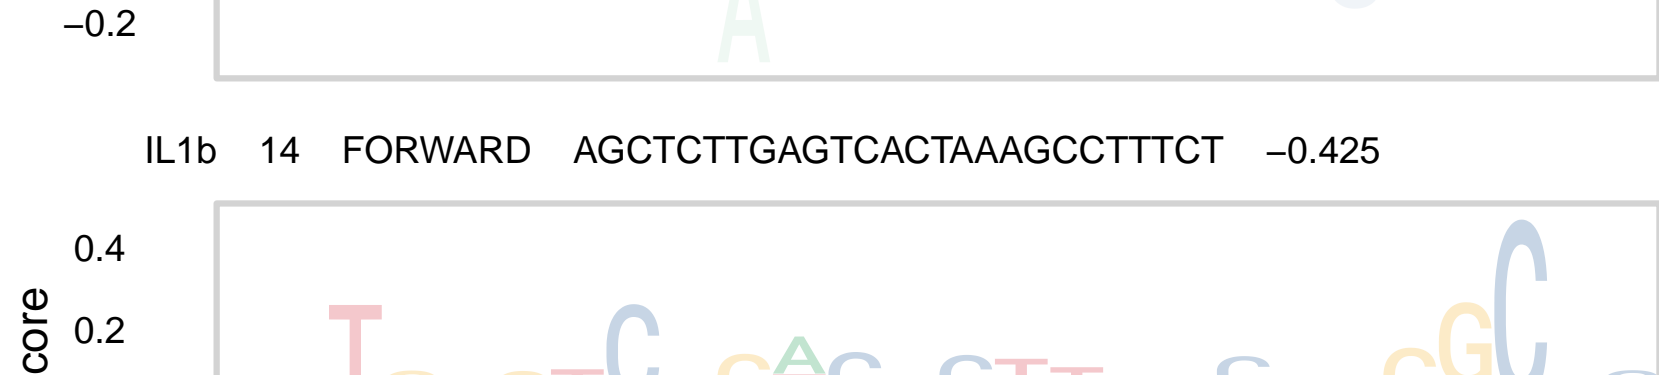 −0.2
A
IL1b 14 FORWARD AGCTCTTGAGTCACTAAAGCCTTTCT −0.425
0.4
0.2
core
T C G A C C T T C G G C